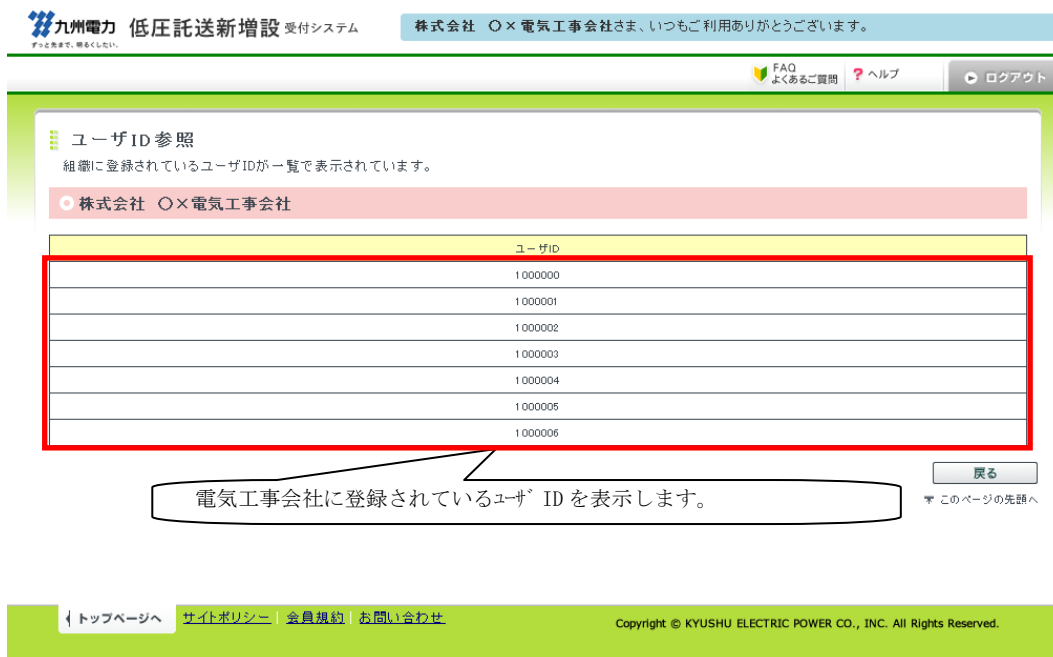 九州電力 低圧託送新増設 受付システム
ずっと先まで、明るくしたい。
株式会社 〇×電気工事会社さま、いつもご利用ありがとうございます。
FAQ
よくあるご質問
? ヘルプ
ログアウト
ユーザID参照
組織に登録されているユーザIDが一覧で表示されています。
株式会社 〇×電気工事会社
ユーザID
1000000
1000001
1000002
1000003
1000004
1000005
1000006
電気工事会社に登録されているﾕｰｻﾞ ID を表示します。
戻る
このページの先頭へ
トップページへ
サイトポリシー | 会員規約 | お問い合わせ
Copyright © KYUSHU ELECTRIC POWER CO., INC. All Rights Reserved.